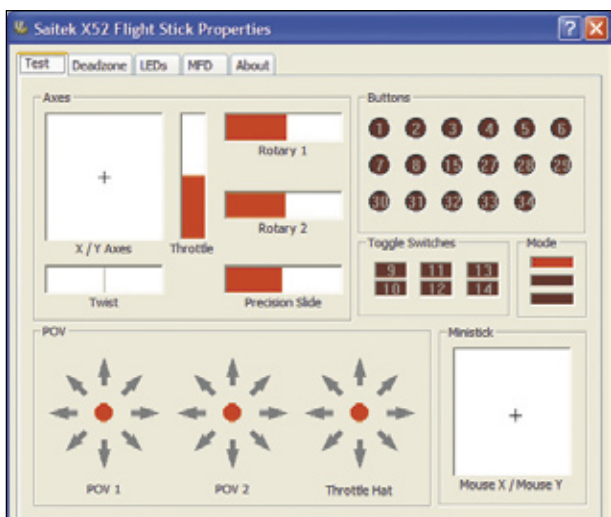 Saitek X52 Flight Stick Properties
Test Deadzone LEDs MFD About
Axes
X / Y Axes
Throttle
Rotary 1
Rotary 2
Twist
Precision Slide
Buttons
1 2 3 4 5 6
7 8 15 27 28 29
30 31 32 33 34
Toggle Switches
9 11 13
10 12 14
Mode
POV
POV 1
POV 2
Throttle Hat
Ministick
Mouse X / Mouse Y